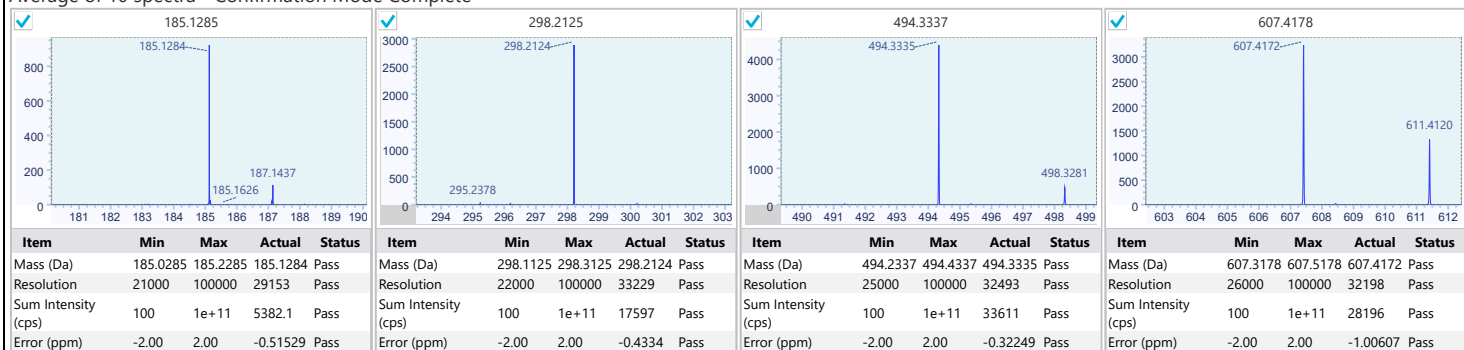 Average of 10 spectra - Confirmation Mode Complete
185.1285
185.1284
187.1437
185.1626
800
600
400
200
0
181 182 183 184 185 186 187 188 189 190
Item Min Max Actual Status
Mass (Da) 185.0285 185.2285 185.1284 Pass
Resolution 21000 100000 29153 Pass
Sum Intensity (cps) 100 1e+11 5382.1 Pass
Error (ppm) -2.00 2.00 -0.51529 Pass
298.2125
298.2124
295.2378
3000
2500
2000
1500
1000
500
0
294 295 296 297 298 299 300 301 302 303
Item Min Max Actual Status
Mass (Da) 298.1125 298.3125 298.2124 Pass
Resolution 22000 100000 33229 Pass
Sum Intensity (cps) 100 1e+11 17597 Pass
Error (ppm) -2.00 2.00 -0.4334 Pass
494.3337
494.3335
498.3281
4000
3000
2000
1000
0
490 491 492 493 494 495 496 497 498 499
Item Min Max Actual Status
Mass (Da) 494.2337 494.4337 494.3335 Pass
Resolution 25000 100000 32493 Pass
Sum Intensity (cps) 100 1e+11 33611 Pass
Error (ppm) -2.00 2.00 -0.32249 Pass
607.4178
607.4172
611.4120
3000
2500
2000
1500
1000
500
0
603 604 605 606 607 608 609 610 611 612
Item Min Max Actual Status
Mass (Da) 607.3178 607.5178 607.4172 Pass
Resolution 26000 100000 32198 Pass
Sum Intensity (cps) 100 1e+11 28196 Pass
Error (ppm) -2.00 2.00 -1.00607 Pass